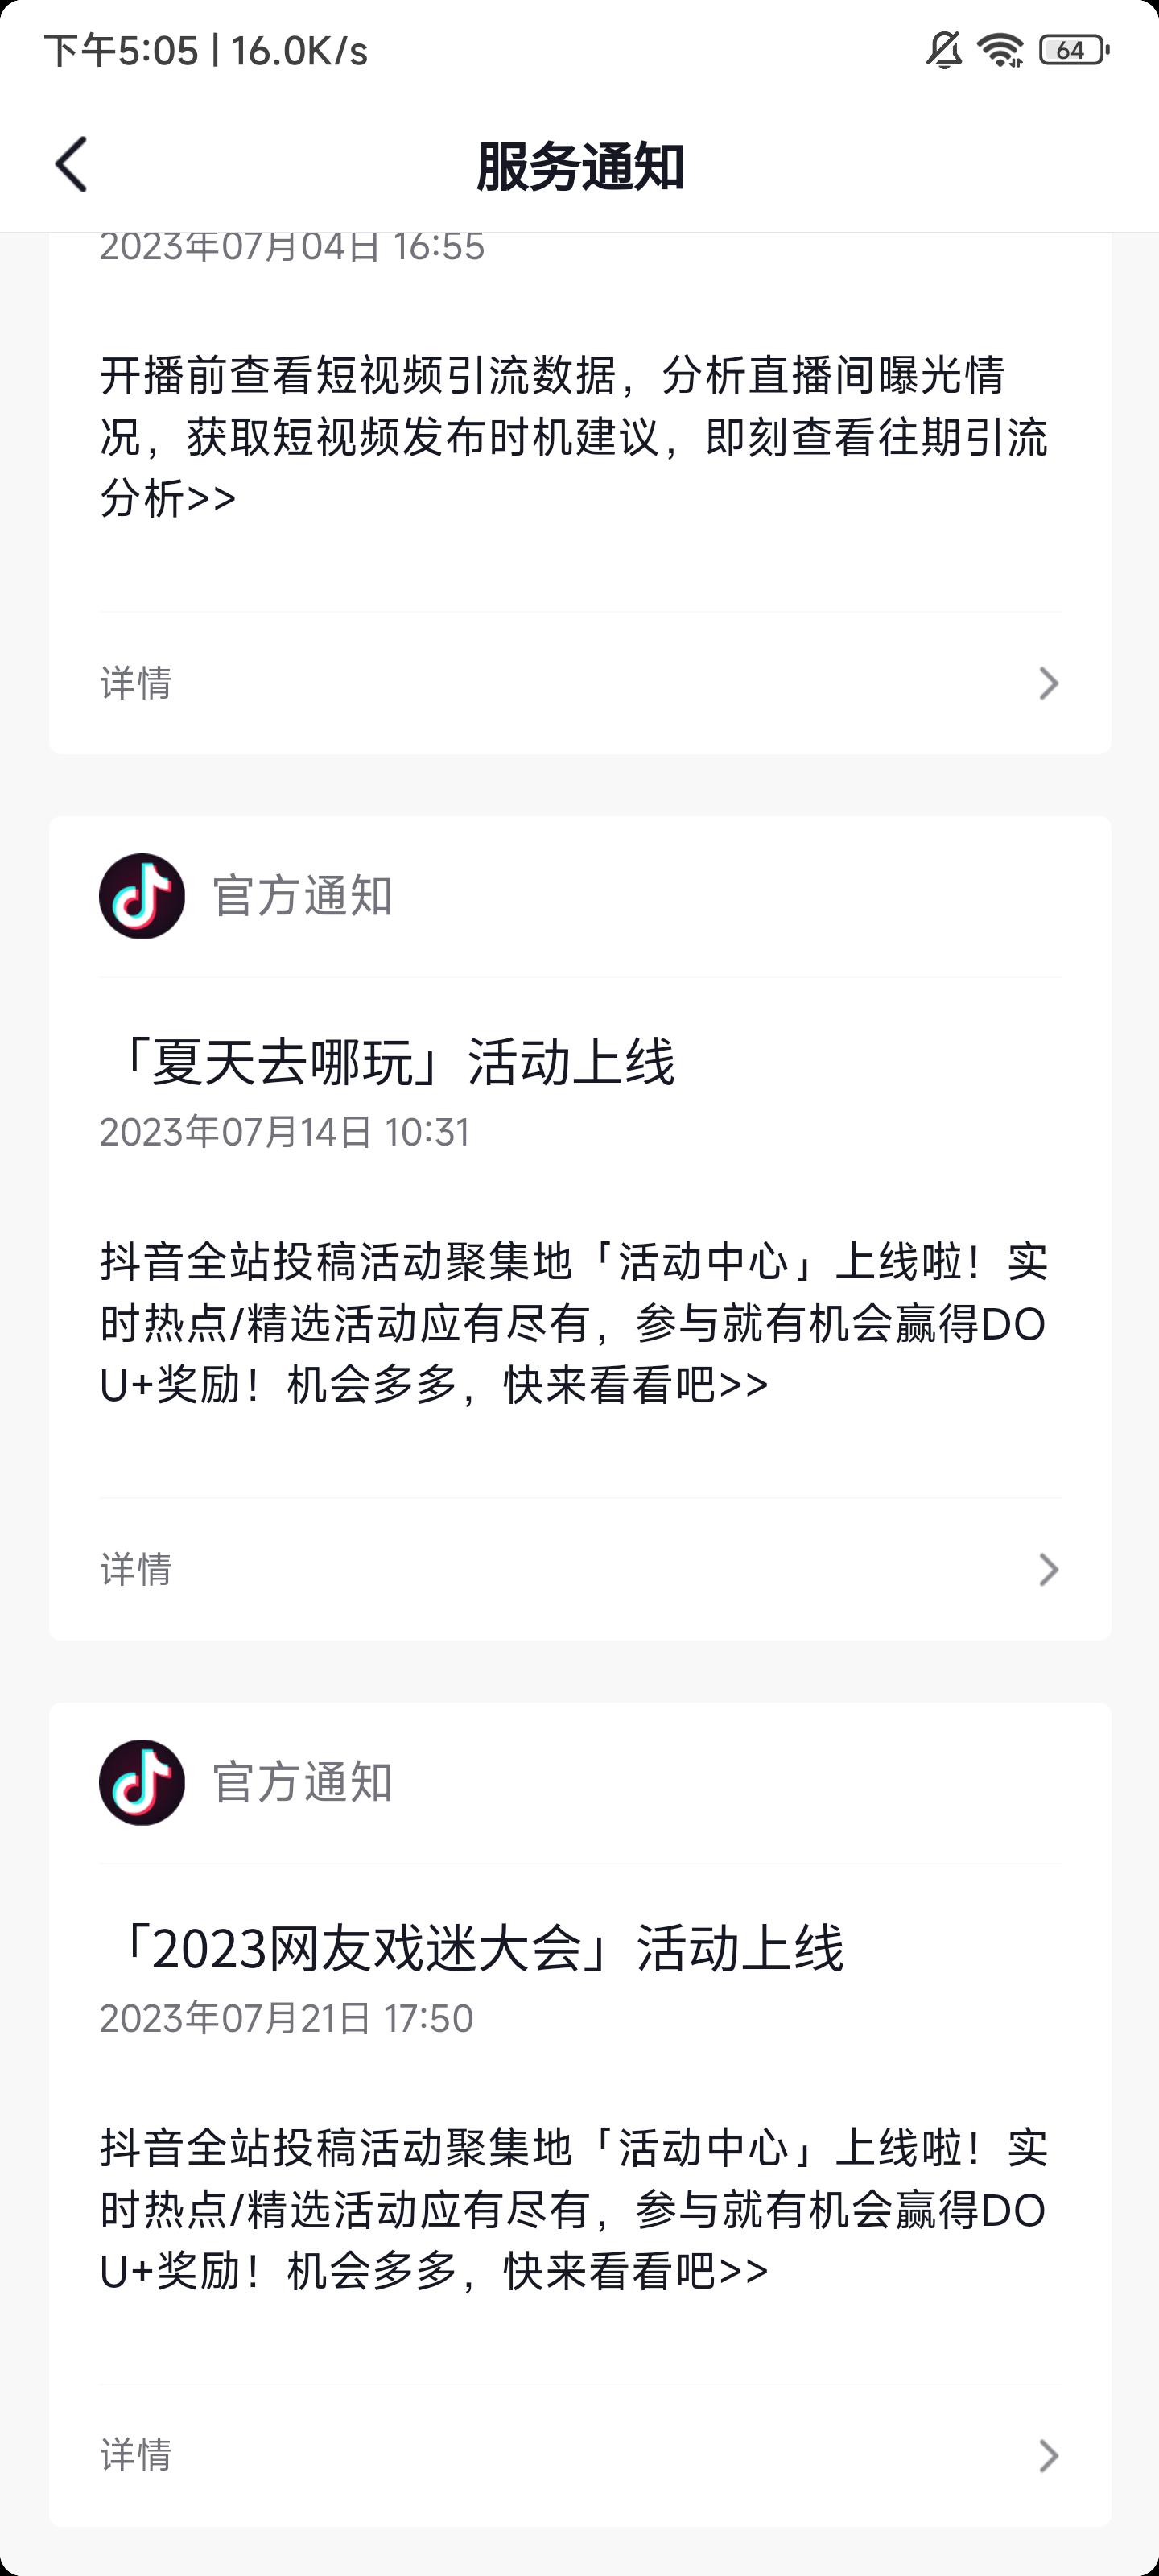 下午5:05 | 16.0K/s
64
服务通知
2023年07月04日 16:55
开播前查看短视频引流数据，分析直播间曝光情
况，获取短视频发布时机建议，即刻查看往期引流
分析>>
详情
官方通知
「夏天去哪玩」活动上线
2023年07月14日 10:31
抖音全站投稿活动聚集地「活动中心」上线啦！实
时热点/精选活动应有尽有，参与就有机会赢得DO
U+奖励！机会多多，快来看看吧>>
详情
官方通知
「2023网友戏迷大会」活动上线
2023年07月21日 17:50
抖音全站投稿活动聚集地「活动中心」上线啦！实
时热点/精选活动应有尽有，参与就有机会赢得DO
U+奖励！机会多多，快来看看吧>>
详情